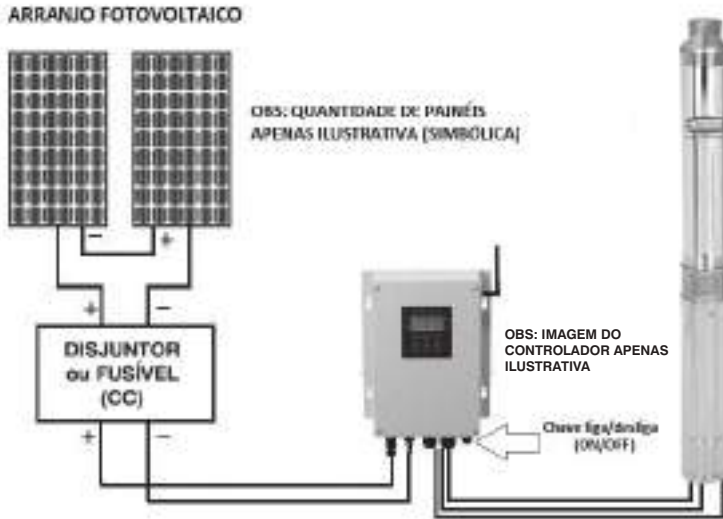 ARRANJO FOTOVOLTAICO
OBS: QUANTIDADE DE PAINÉIS
APENAS ILUSTRATIVA (SIMBÓLICA)
− +
+ −
DISJUNTOR
ou FUSÍVEL
(CC)
+ −
OBS: IMAGEM DO
CONTROLADOR APENAS
ILUSTRATIVA
Chave liga/desliga
(ON/OFF)